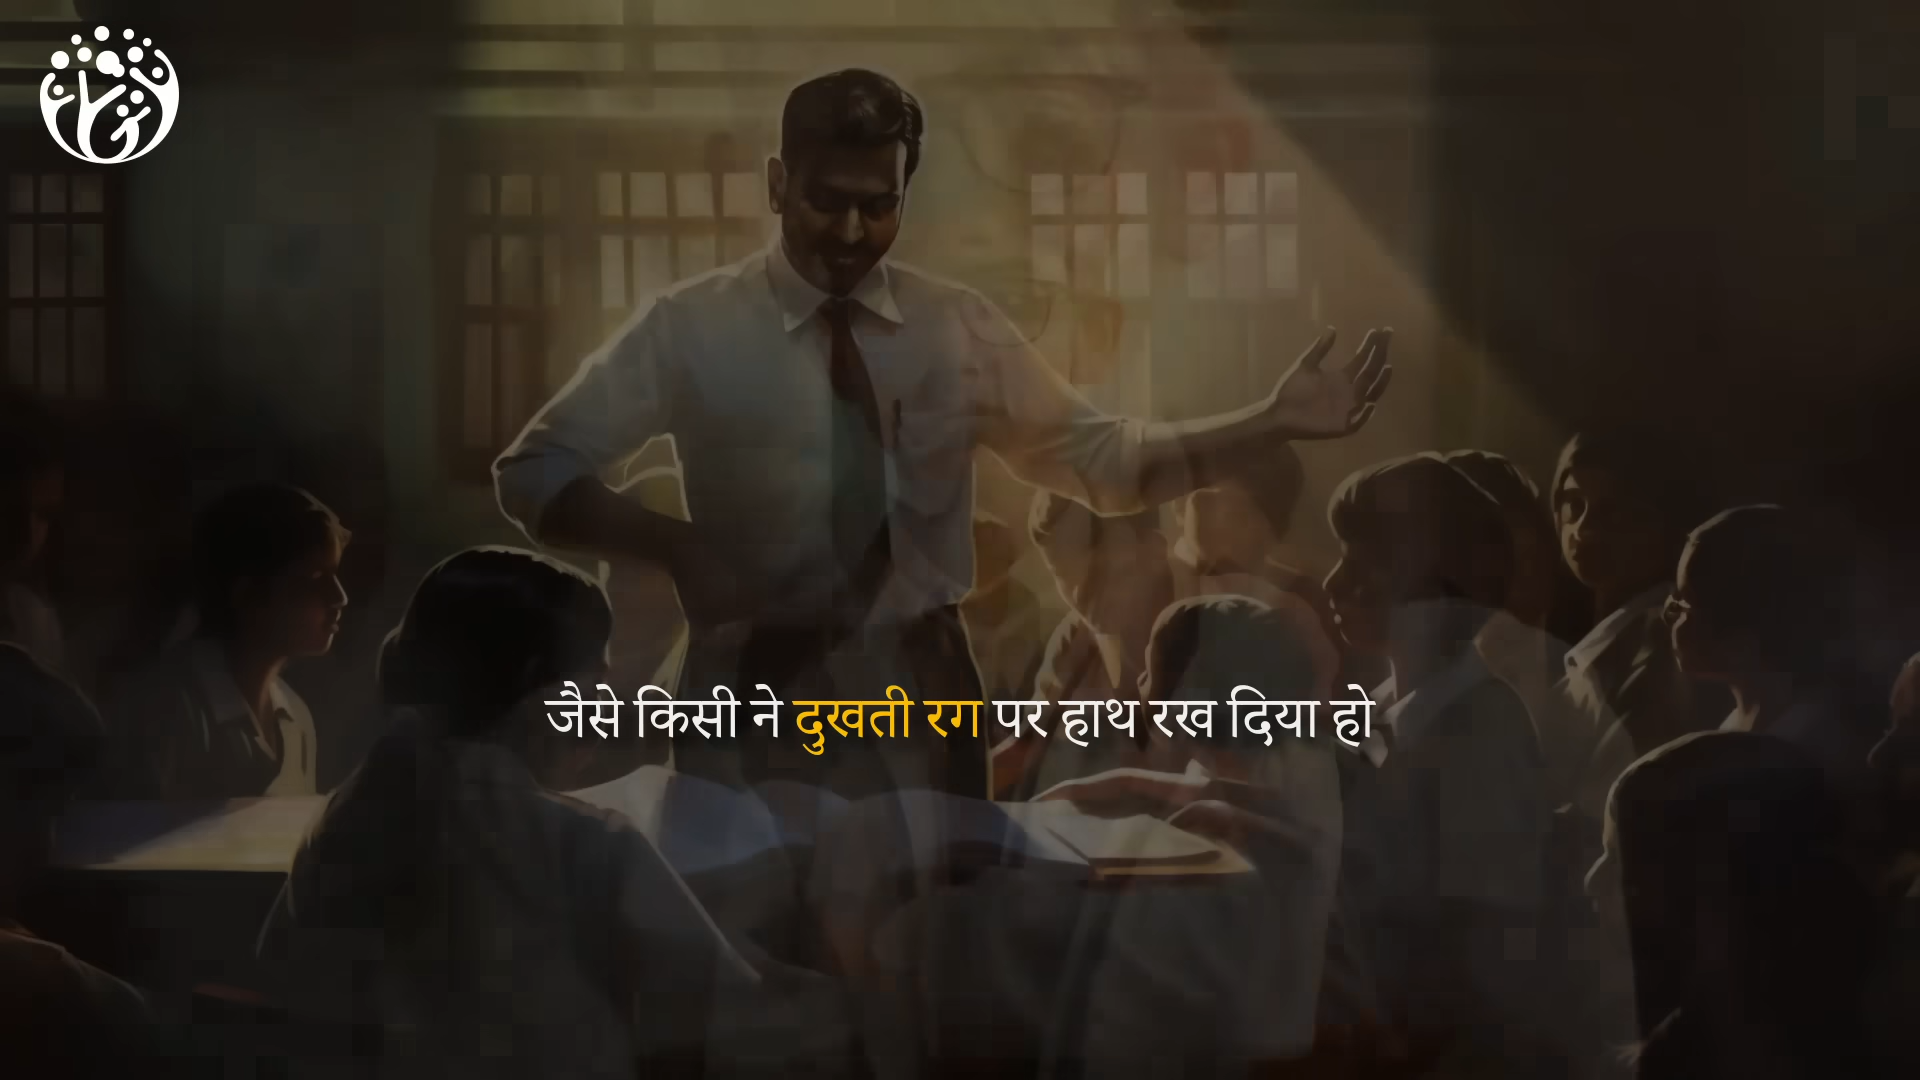 जैसे किसी ने दुखती रग पर हाथ रख दिया हो